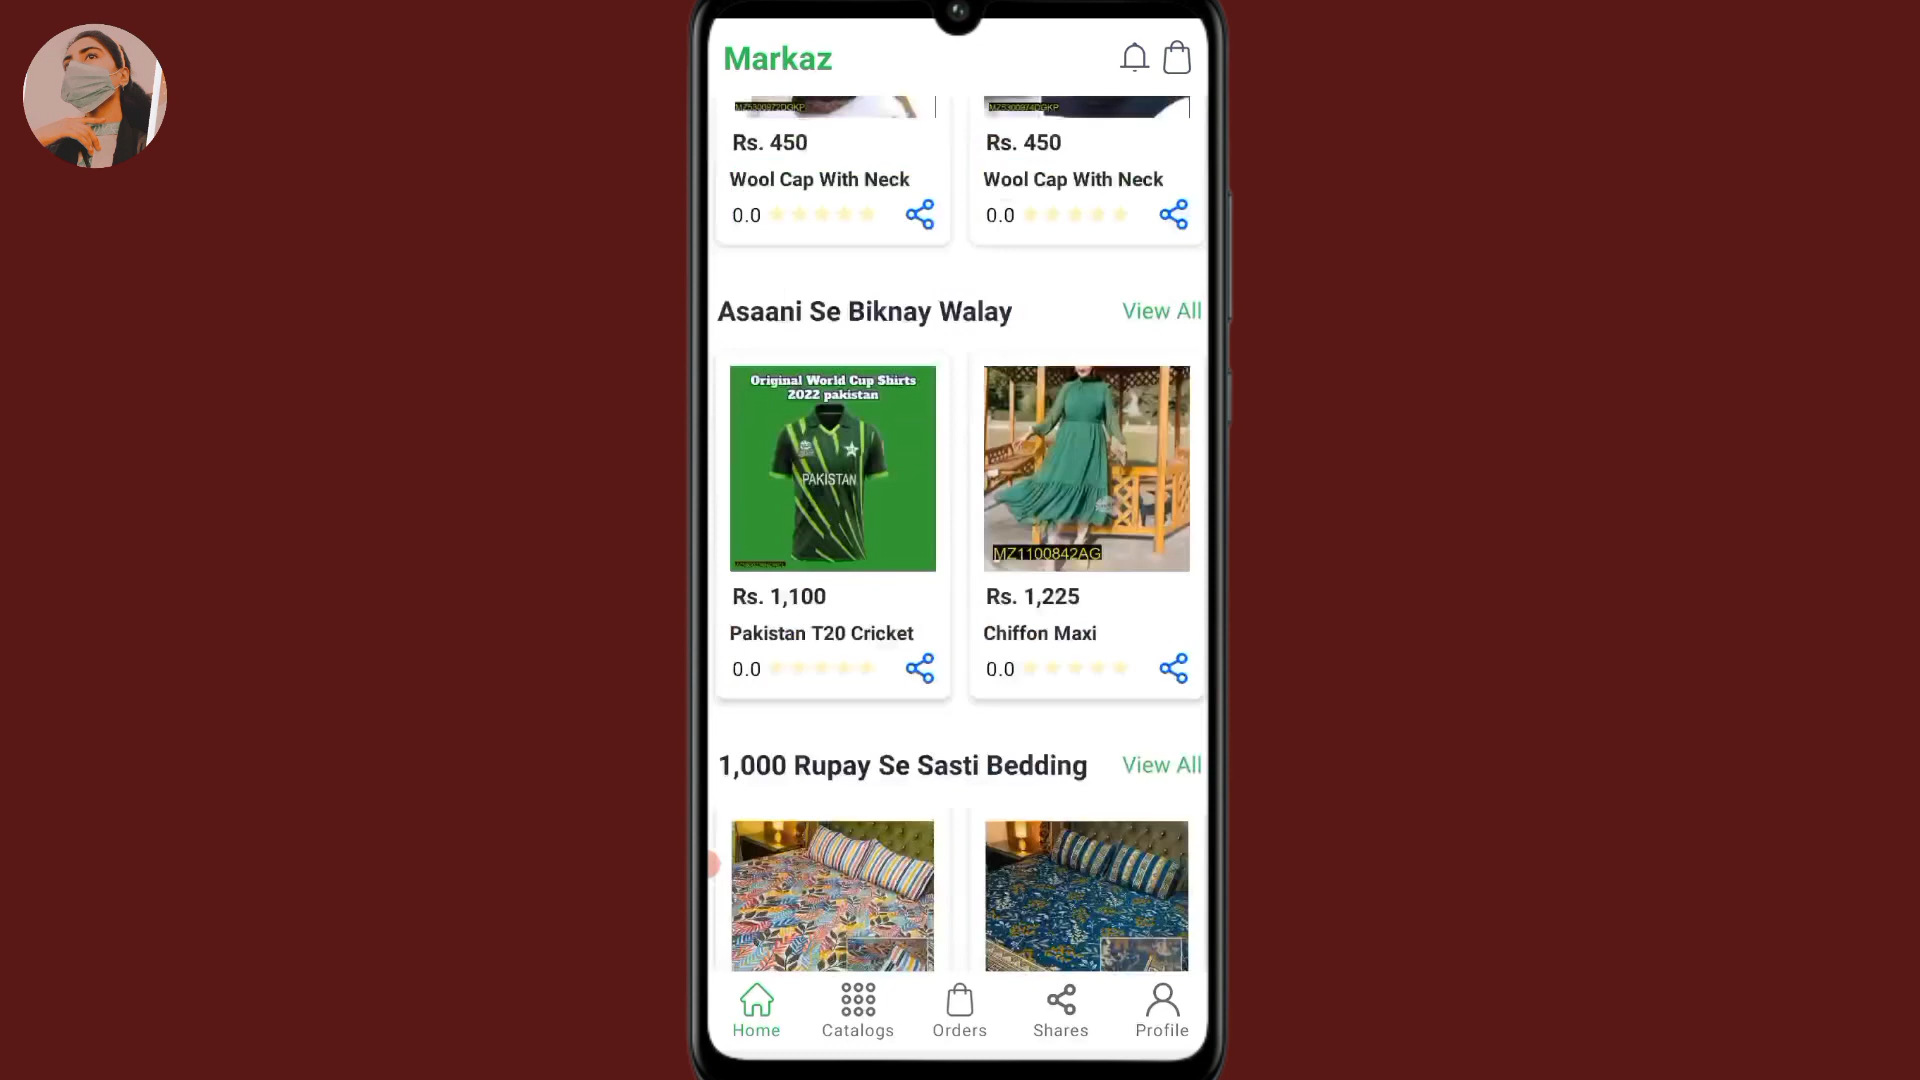 Markaz
MZ5300972DGKP
MZ5300974DGKP
Rs. 450
Rs. 450
Wool Cap With Neck
Wool Cap With Neck
0.0
0.0
Asaani Se Biknay Walay
View All
Original World Cup Shirts
2022 pakistan
PAKISTAN
MZ1100842AG
Rs. 1,100
Rs. 1,225
Pakistan T20 Cricket
Chiffon Maxi
0.0
0.0
1,000 Rupay Se Sasti Bedding
View All
Home
Catalogs
Orders
Shares
Profile